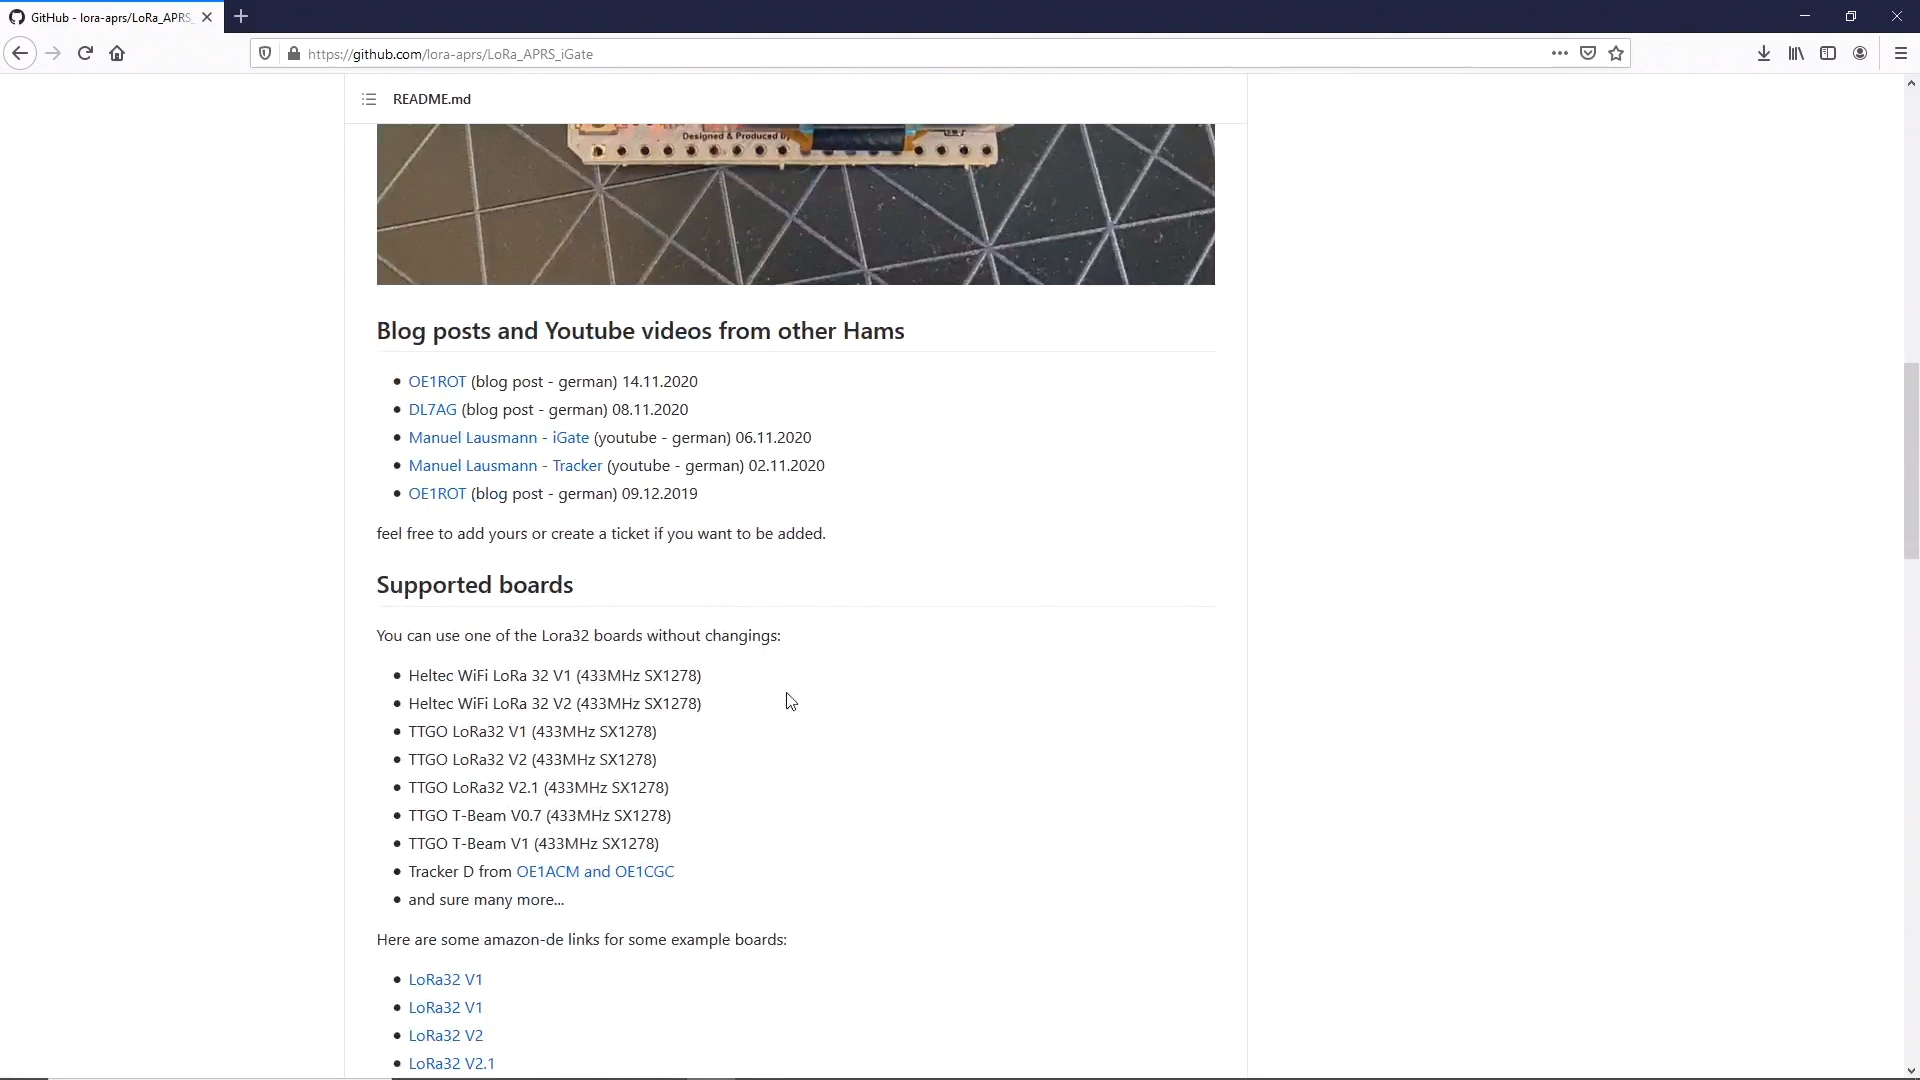 GitHub - lora-aprs/LoRa_APRS_
https://github.com/lora-aprs/LoRa_APRS_iGate
README.md
Designed & Produced by
Blog posts and Youtube videos from other Hams
OE1ROT (blog post - german) 14.11.2020
DL7AG (blog post - german) 08.11.2020
Manuel Lausmann - iGate (youtube - german) 06.11.2020
Manuel Lausmann - Tracker (youtube - german) 02.11.2020
OE1ROT (blog post - german) 09.12.2019
feel free to add yours or create a ticket if you want to be added.
Supported boards
You can use one of the Lora32 boards without changings:
Heltec WiFi LoRa 32 V1 (433MHz SX1278)
Heltec WiFi LoRa 32 V2 (433MHz SX1278)
TTGO LoRa32 V1 (433MHz SX1278)
TTGO LoRa32 V2 (433MHz SX1278)
TTGO LoRa32 V2.1 (433MHz SX1278)
TTGO T-Beam V0.7 (433MHz SX1278)
TTGO T-Beam V1 (433MHz SX1278)
Tracker D from OE1ACM and OE1CGC
and sure many more...
Here are some amazon-de links for some example boards:
LoRa32 V1
LoRa32 V1
LoRa32 V2
LoRa32 V2.1